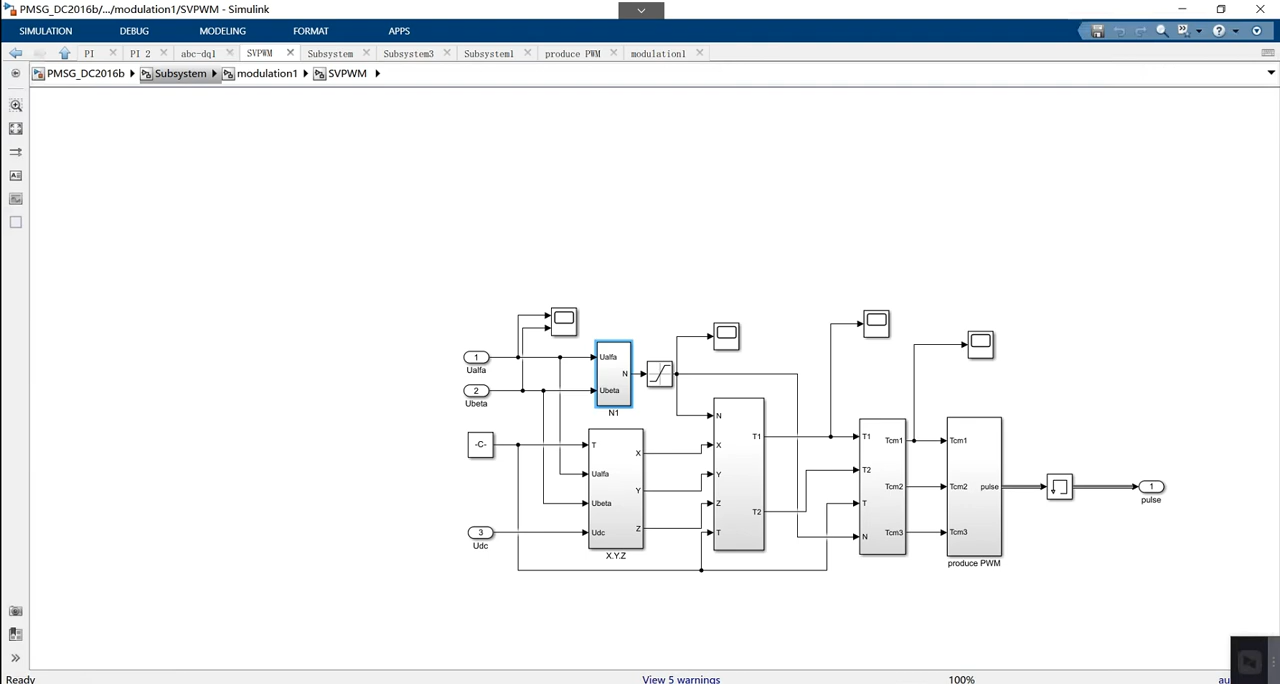 PMSG_DC2016b/.../modulation1/SVPWM - Simulink
SIMULATION DEBUG MODELING FORMAT APPS
PI PI 2 abc-dq1 SVPWM Subsystem Subsystem3 Subsystem1 produce PWM modulation1
PMSG_DC2016b Subsystem modulation1 SVPWM
1
Ualfa
2
Ubeta
Ualfa
N
Ubeta
N1
-C-
3
Udc
T
Ualfa
Ubeta
Udc
X
Y
Z
X.Y.Z
N
X
Y
Z
T
T1
T2
T1
T2
T
N
Tcm1
Tcm2
Tcm3
Tcm1
Tcm2
Tcm3
pulse
produce PWM
1
pulse
Ready View 5 warnings 100% au